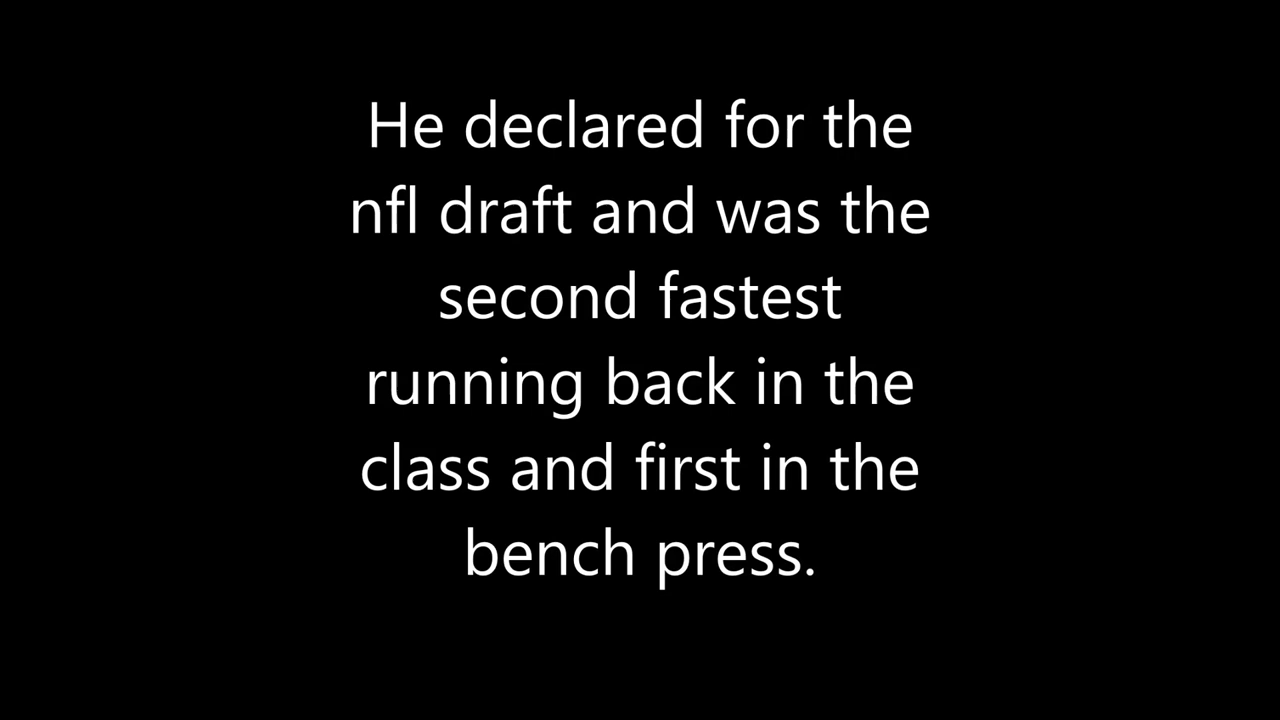 He declared for the
nfl draft and was the
second fastest
running back in the
class and first in the
bench press.